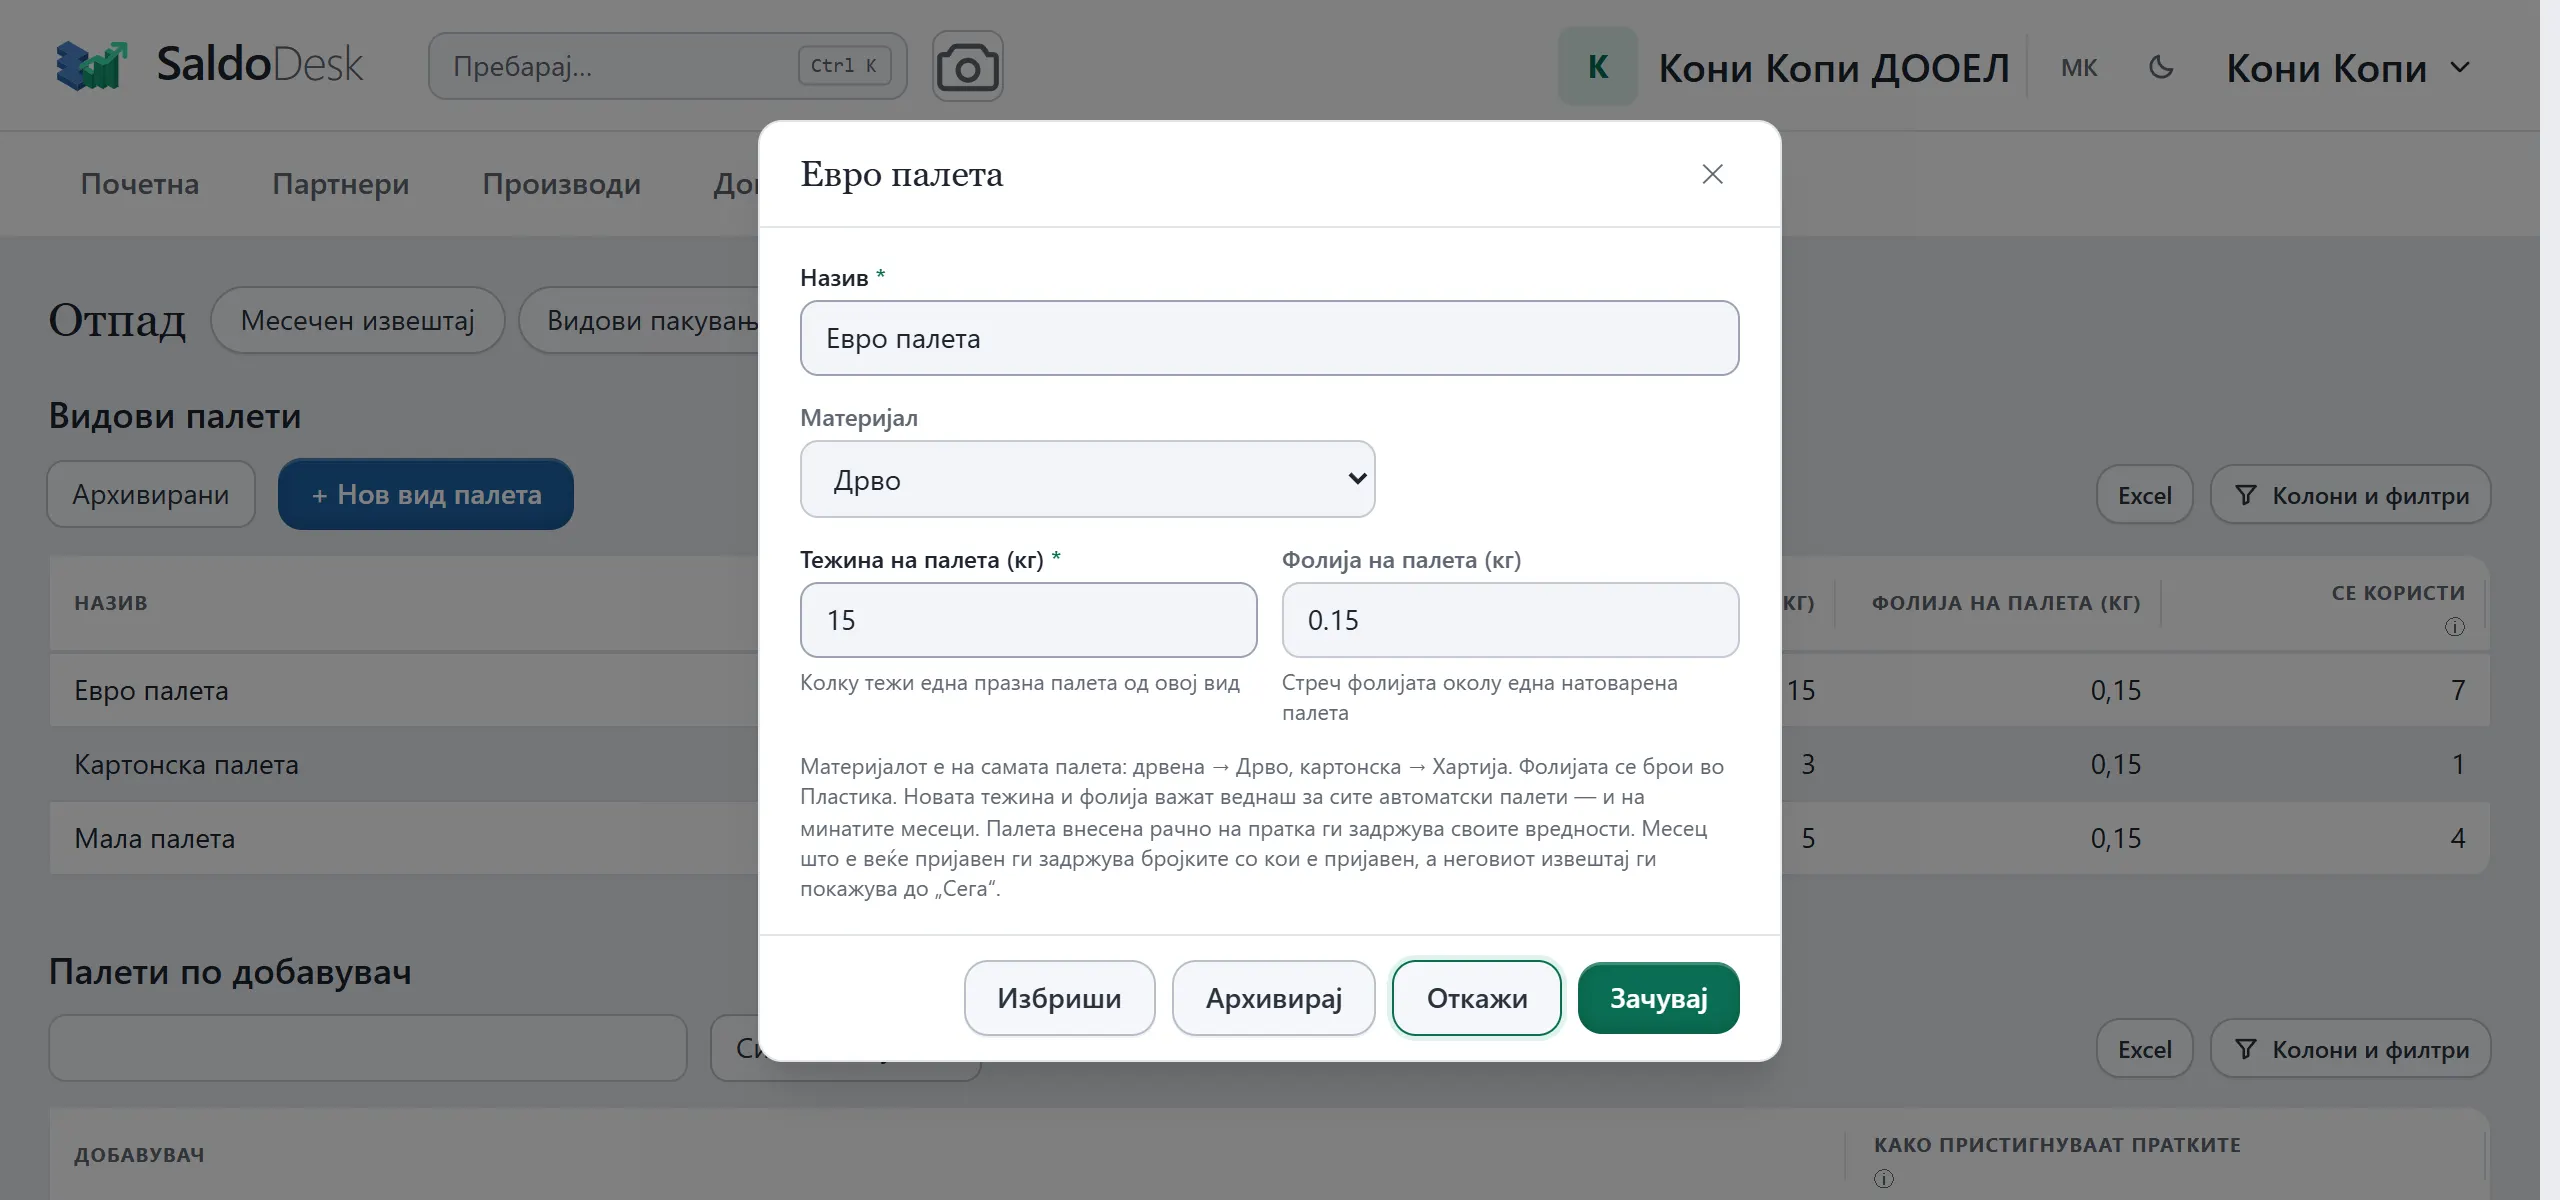 SaldoDesk
Пребарај... Ctrl K
К Кони Копи ДООЕЛ МК Кони Копи
Почетна Партнери Производи
Отпад Месечен извештај
Видови палети
Архивирани + Нов вид палета Excel Колони и филтри
НАЗИВ КГ) ФОЛИЈА НА ПАЛЕТА (КГ) СЕ КОРИСТИ
Евро палета 15 0,15 7
Картонска палета 3 0,15 1
Мала палета 5 0,15 4
Палети по добавувач
Excel Колони и филтри
ДОБАВУВАЧ КАКО ПРИСТИГНУВААТ ПРАТКИТЕ
Евро палета
Назив *
Евро палета
Материјал
Дрво
Тежина на палета (кг) * Фолија на палета (кг)
15 0.15
Колку тежи една празна палета од овој вид Стреч фолијата околу една натоварена
палета
Материјалот е на самата палета: дрвена → Дрво, картонска → Хартија. Фолијата се брои во
Пластика. Новата тежина и фолија важат веднаш за сите автоматски палети — и на
минатите месеци. Палета внесена рачно на пратка ги задржува своите вредности. Месец
што е веќе пријавен ги задржува бројките со кои е пријавен, а неговиот извештај ги
покажува до „Сега“.
Избриши Архивирај Откажи Зачувај